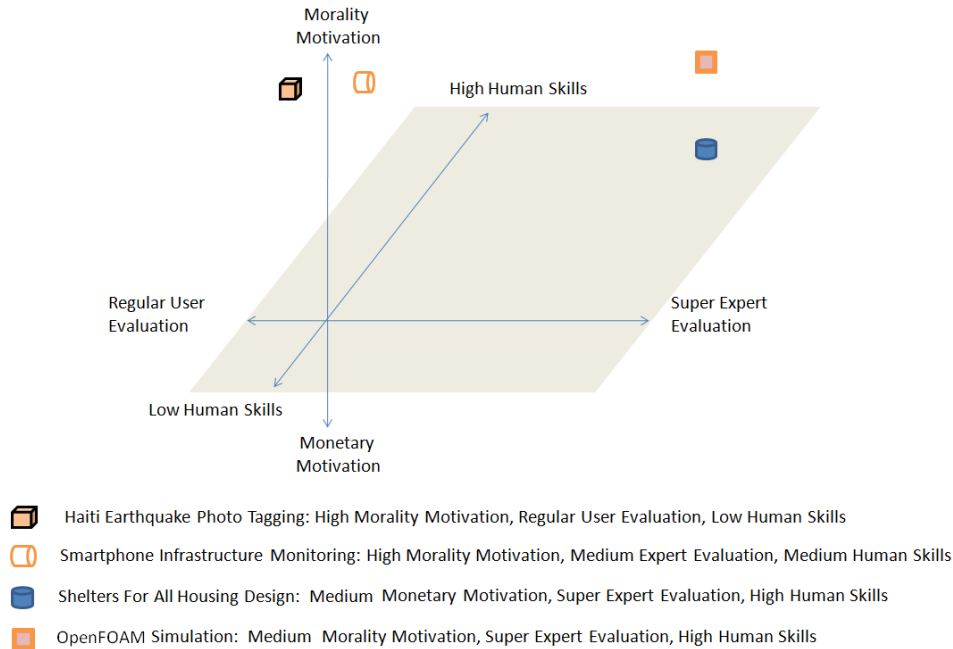 Morality
Motivation
High Human Skills
Regular User
Evaluation
Super Expert
Evaluation
Low Human Skills
Monetary
Motivation
Haiti Earthquake Photo Tagging: High Morality Motivation, Regular User Evaluation, Low Human Skills
Smartphone Infrastructure Monitoring: High Morality Motivation, Medium Expert Evaluation, Medium Human Skills
Shelters For All Housing Design: Medium Monetary Motivation, Super Expert Evaluation, High Human Skills
OpenFOAM Simulation: Medium Morality Motivation, Super Expert Evaluation, High Human Skills